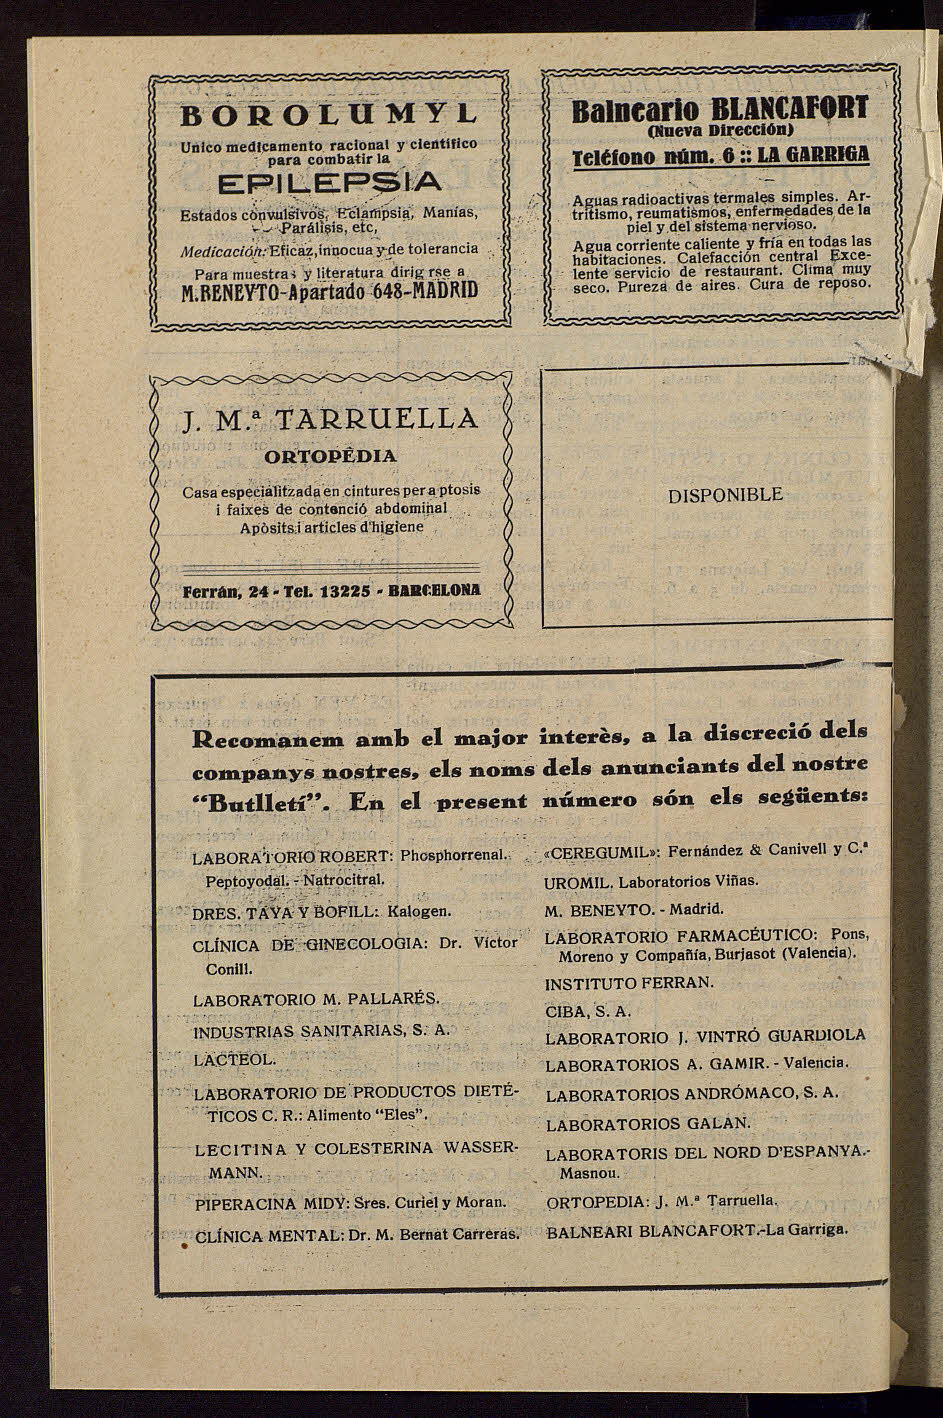 BOROLUMYL
Unico medicamento racional y científico
para combatir la
EPILEPSIA
Estados convulsivos, Eclampsia, Manías,
Parálisis, etc,
Medicación: Eficaz, innocua y de tolerancia
Para muestras y literatura dirig rse a
M. BENEYTO-Apartado 648-MADRID
Balneario BLANCAFORT
(Nueva Dirección)
Teléfono núm. 6 :: LA GARRIGA
Aguas radioactivas termales simples. Ar-
tritismo, reumatismos, enfermedades de la
piel y del sistema nervioso.
Agua corriente caliente y fría en todas las
habitaciones. Calefacción central Exce-
lente servicio de restaurant. Clima muy
seco. Pureza de aires. Cura de reposo.
J. M.ª TARRUELLA
ORTOPÈDIA
Casa especialitzada en cintures per a ptosis
i faixes de contenció abdominal
Apòsits i articles d'higiene
Ferrán, 24 - Tel. 13225 - BARCELONA
DISPONIBLE
Recomanem amb el major interès, a la discreció dels
companys nostres, els noms dels anunciants del nostre
“Butlletí”. En el present número són els següents:
LABORATORIO ROBERT: Phosphorrenal.
Peptoyodal. - Natrocitral.
DRES. TAYA Y BOFILL: Kalogen.
CLÍNICA DE GINECOLOGIA: Dr. Víctor
Conill.
LABORATORIO M. PALLARÉS.
INDUSTRIAS SANITARIAS, S. A.
LACTEOL.
LABORATORIO DE PRODUCTOS DIETÉ-
TICOS C. R.: Alimento “Eles”.
LECITINA Y COLESTERINA WASSER-
MANN.
PIPERACINA MIDY: Sres. Curiel y Moran.
CLÍNICA MENTAL: Dr. M. Bernat Carreras.
«CEREGUMIL»: Fernández & Canivell y C.ª
UROMIL. Laboratorios Viñas.
M. BENEYTO. - Madrid.
LABORATORIO FARMACÉUTICO: Pons,
Moreno y Compañía, Burjasot (Valencia).
INSTITUTO FERRAN.
CIBA, S. A.
LABORATORIO J. VINTRÓ GUARDIOLA
LABORATORIOS A. GAMIR. - Valencia.
LABORATORIOS ANDRÓMACO, S. A.
LABORATORIOS GALAN.
LABORATORIS DEL NORD D'ESPANYA.-
Masnou.
ORTOPEDIA: J. M.ª Tarruella.
BALNEARI BLANCAFORT.-La Garriga.